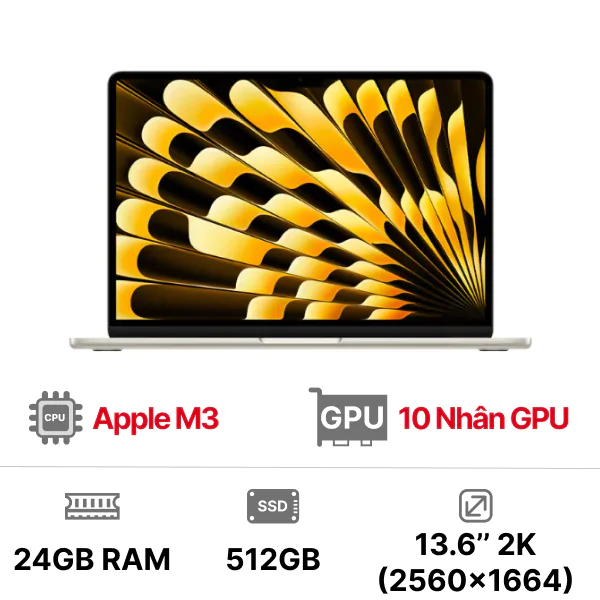 CPU
Apple M3
GPU
10 Nhân GPU
SSD
24GB RAM
512GB
13.6″ 2K
(2560×1664)